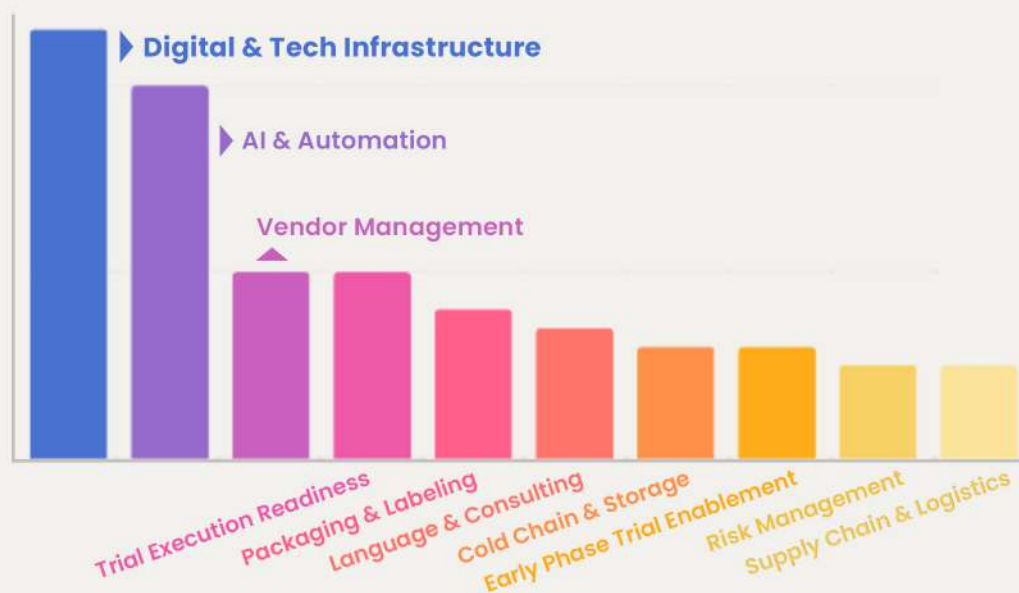 Digital & Tech Infrastructure
AI & Automation
Vendor Management
Trial Execution Readiness
Packaging & Labeling
Language & Consulting
Cold Chain & Storage
Early Phase Trial Enablement
Risk Management
Supply Chain & Logistics